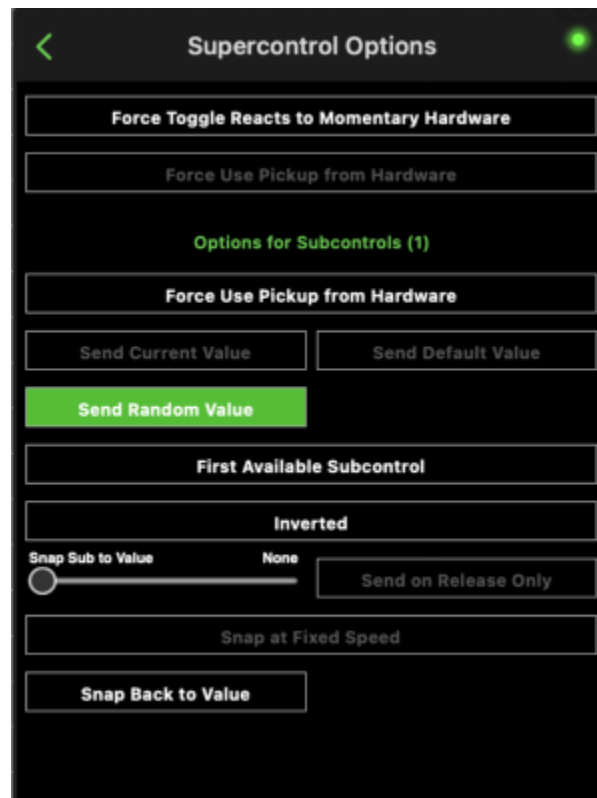 Supercontrol Options
Force Toggle Reacts to Momentary Hardware
Force Use Pickup from Hardware
Options for Subcontrols (1)
Force Use Pickup from Hardware
Send Current Value
Send Default Value
Send Random Value
First Available Subcontrol
Inverted
Snap Sub to Value
None
Send on Release Only
Snap at Fixed Speed
Snap Back to Value